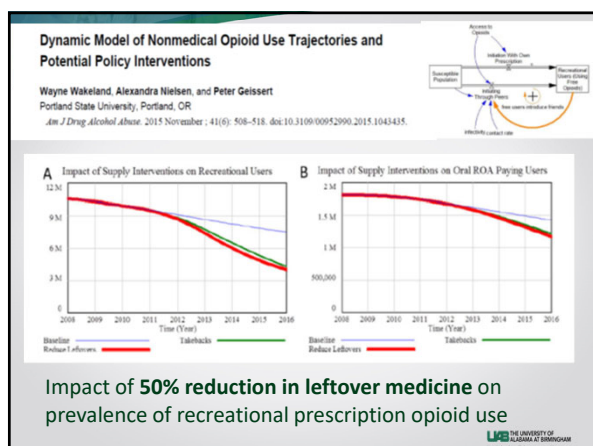 Dynamic Model of Nonmedical Opioid Use Trajectories and
Potential Policy Interventions
Wayne Wakeland, Alexandra Nielsen, and Peter Geissert
Portland State University, Portland, OR
Am J Drug Alcohol Abuse. 2015 November ; 41(6): 508–518. doi:10.3109/00952990.2015.1043435.
Access to
Opioids
Initiation With Own
Prescription
Susceptible
Population
Recreational
Users (Using
Free
Opioids)
Initiating
Through Peers
+
free users introduce friends
infectivity
contact rate
A Impact of Supply Interventions on Recreational Users
12 M
9 M
6 M
3 M
0
2008 2009 2010 2011 2012 2013 2014 2015 2016
Time (Year)
Baseline
Takebacks
Reduce Leftovers
B Impact of Supply Interventions on Oral ROA Paying Users
2 M
1.5 M
1 M
500,000
0
2008 2009 2010 2011 2012 2013 2014 2015 2016
Time (Year)
Baseline
Takebacks
Reduce Leftovers
Impact of 50% reduction in leftover medicine on
prevalence of recreational prescription opioid use
UAB THE UNIVERSITY OF
ALABAMA AT BIRMINGHAM